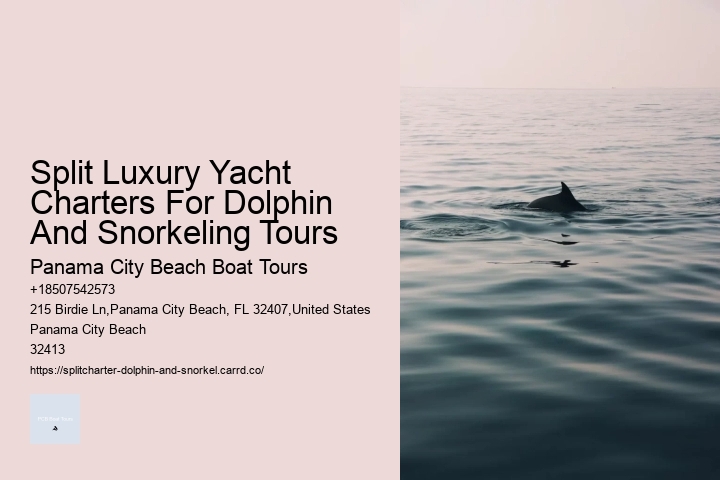 Split Luxury Yacht
Charters For Dolphin
And Snorkeling Tours
Panama City Beach Boat Tours
+18507542573
215 Birdie Ln,Panama City Beach, FL 32407,United States
Panama City Beach
32413
https://splitcharter-dolphin-and-snorkel.carrd.co/